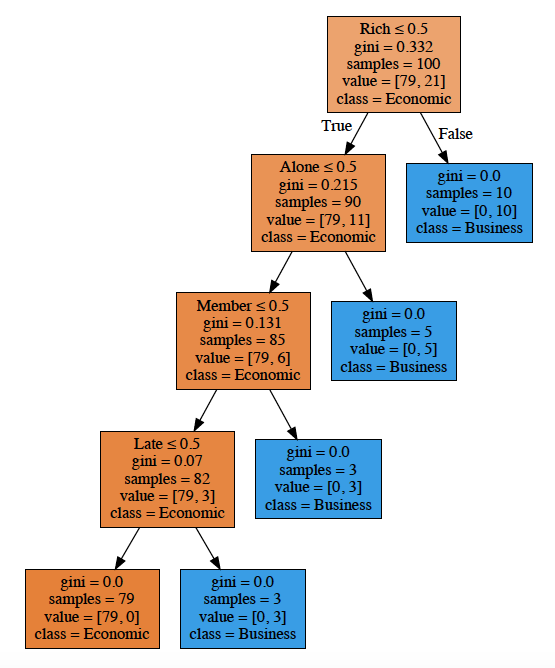 Rich ≤ 0.5
gini = 0.332
samples = 100
value = [79, 21]
class = Economic
True
False
Alone ≤ 0.5
gini = 0.215
samples = 90
value = [79, 11]
class = Economic
gini = 0.0
samples = 10
value = [0, 10]
class = Business
Member ≤ 0.5
gini = 0.131
samples = 85
value = [79, 6]
class = Economic
gini = 0.0
samples = 5
value = [0, 5]
class = Business
Late ≤ 0.5
gini = 0.07
samples = 82
value = [79, 3]
class = Economic
gini = 0.0
samples = 3
value = [0, 3]
class = Business
gini = 0.0
samples = 79
value = [79, 0]
class = Economic
gini = 0.0
samples = 3
value = [0, 3]
class = Business